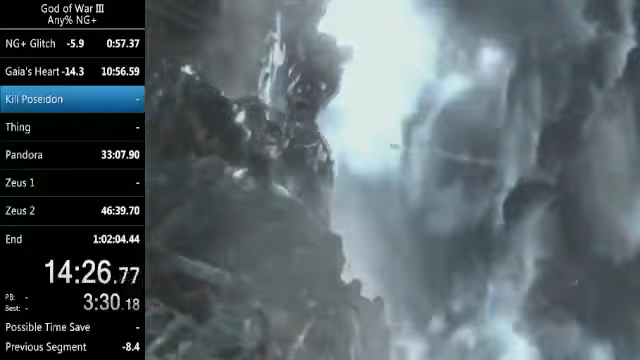 God of War III
Any% NG+
NG+ Glitch -5.9 0:57.37
Gaia's Heart -14.3 10:56.59
Kill Poseidon -
Thing -
Pandora 33:07.90
Zeus 1 -
Zeus 2 46:39.70
End 1:02:04.44
14:26.77
PB: -
Best: -
3:30.18
Possible Time Save -
Previous Segment -8.4